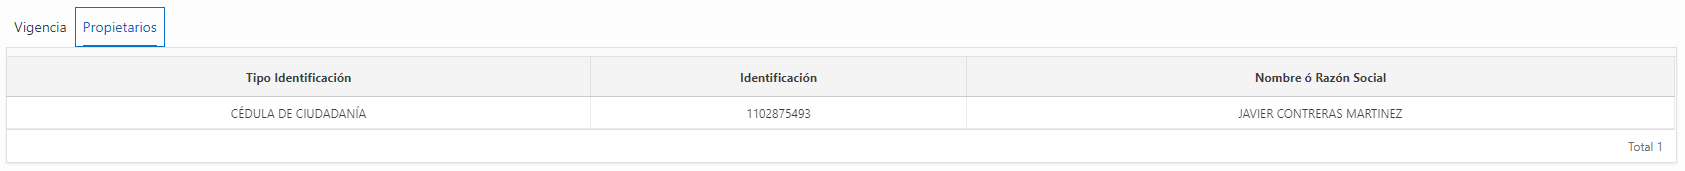 Vigencia Propietarios
Tipo Identificación Identificación Nombre ó Razón Social
CÉDULA DE CIUDADANÍA 1102875493 JAVIER CONTRERAS MARTINEZ
Total 1